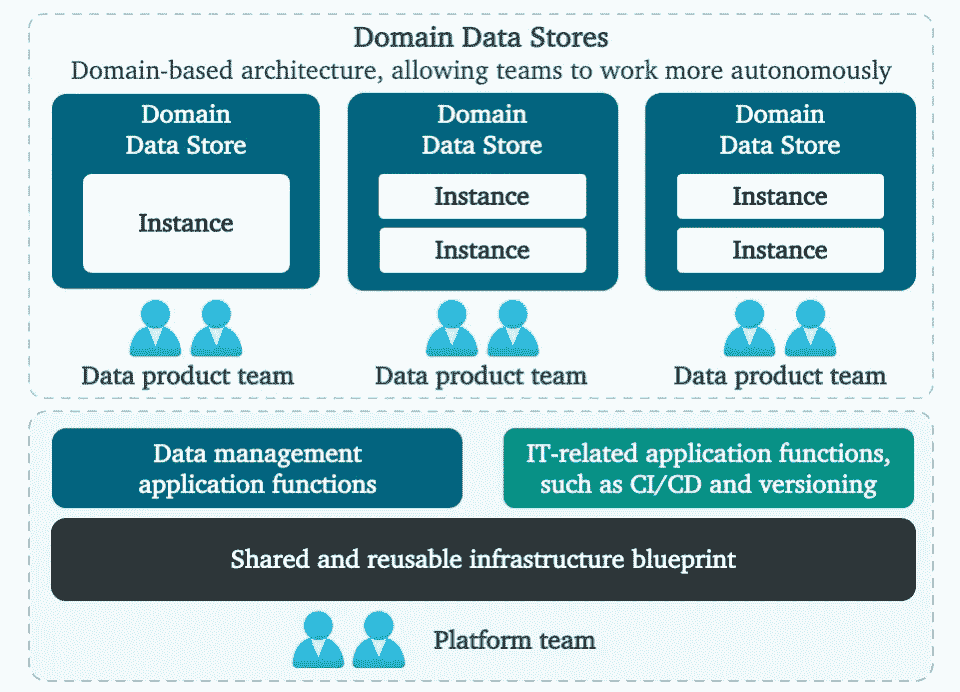 Domain Data Stores
Domain-based architecture, allowing teams to work more autonomously
Domain
Data Store
Instance
Domain
Data Store
Instance
Instance
Domain
Data Store
Instance
Instance
Data product team
Data product team
Data product team
Data management
application functions
IT-related application functions,
such as CI/CD and versioning
Shared and reusable infrastructure blueprint
Platform team